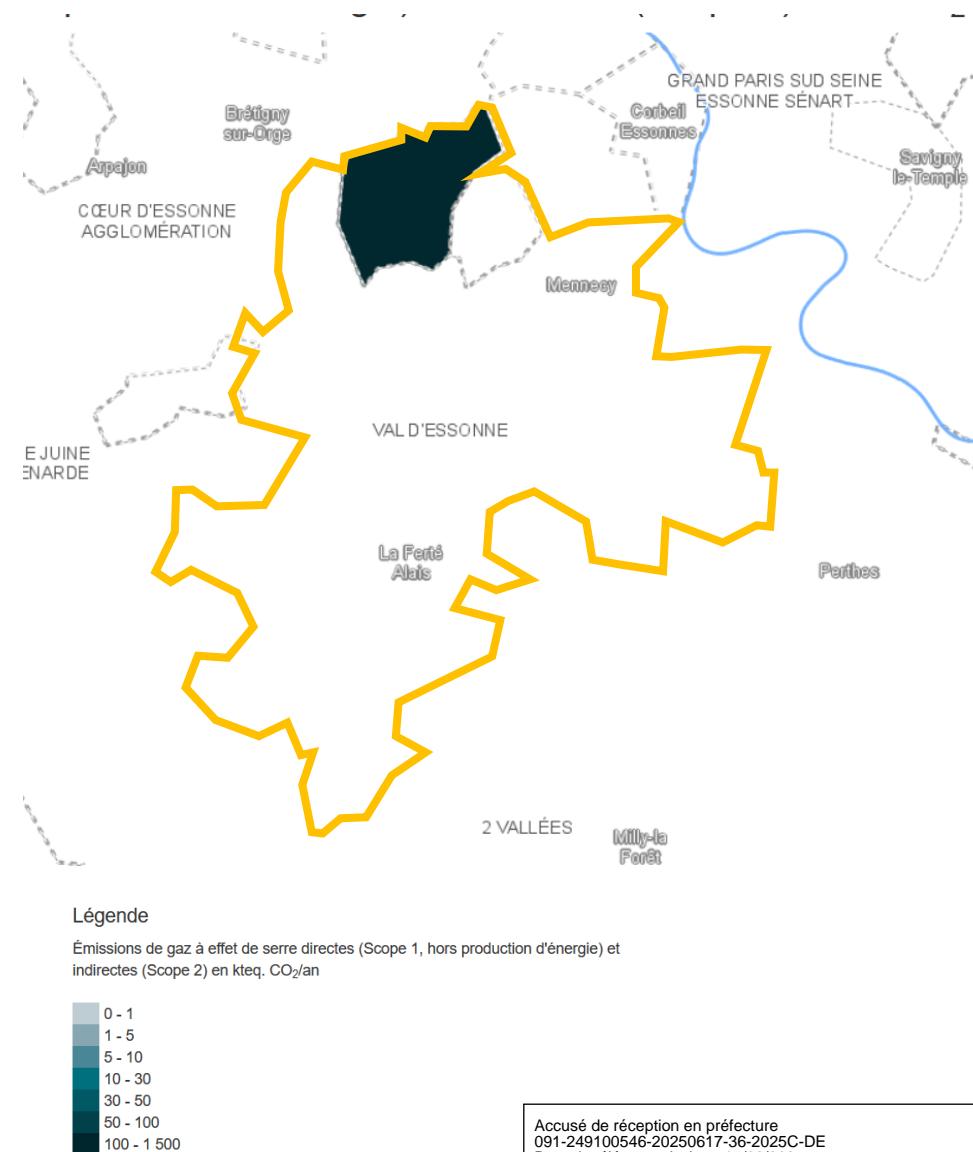 GRAND PARIS SUD SEINE
ESSONNE SÉNART
Brétigny
sur-Orge
Corbeil
Essonnes
Arpajon
Savigny
le-Temple
CŒUR D'ESSONNE
AGGLOMÉRATION
Mennecy
VAL D'ESSONNE
E JUINE
ENARDE
La Ferté
Alais
Perthes
2 VALLÉES
Milly-la
Forêt
Légende
Émissions de gaz à effet de serre directes (Scope 1, hors production d'énergie) et
indirectes (Scope 2) en kteq. CO₂/an
0 - 1
1 - 5
5 - 10
10 - 30
30 - 50
50 - 100
100 - 1 500
Accusé de réception en préfecture
091-249100546-20250617-36-2025C-DE